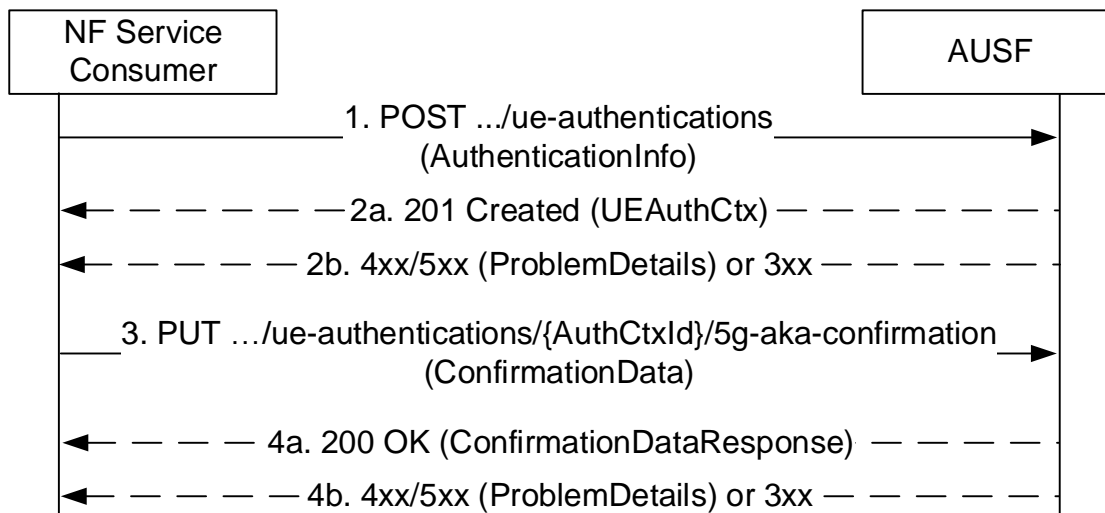 NF Service
Consumer
AUSF
1. POST .../ue-authentications
(AuthenticationInfo)
2a. 201 Created (UEAuthCtx)
2b. 4xx/5xx (ProblemDetails) or 3xx
3. PUT …/ue-authentications/{AuthCtxId}/5g-aka-confirmation
(ConfirmationData)
4a. 200 OK (ConfirmationDataResponse)
4b. 4xx/5xx (ProblemDetails) or 3xx